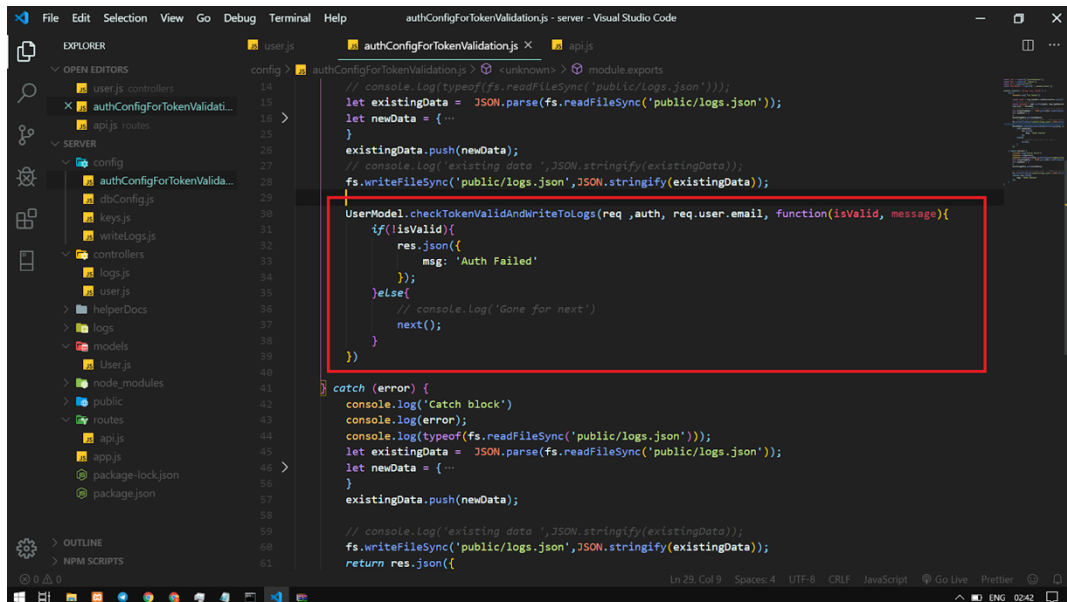 File Edit Selection View Go Debug Terminal Help authConfigForTokenValidation.js - server - Visual Studio Code
EXPLORER
OPEN EDITORS
user.js controllers
authConfigForTokenValidati...
api.js routes
SERVER
config
authConfigForTokenValida...
dbConfig.js
keys.js
writeLogs.js
controllers
logs.js
user.js
helperDocs
logs
models
User.js
node_modules
public
routes
api.js
app.js
package-lock.json
package.json
OUTLINE
NPM SCRIPTS
user.js authConfigForTokenValidation.js api.js
config > authConfigForTokenValidation.js > <unknown> > module.exports
14 // console.log(typeof(fs.readFileSync('public/logs.json')));
15 let existingData = JSON.parse(fs.readFileSync('public/logs.json'));
16 let newData = {...
25 }
26 existingData.push(newData);
27 // console.log('existing data ',JSON.stringify(existingData));
28 fs.writeFileSync('public/logs.json',JSON.stringify(existingData));
29
30 UserModel.checkTokenValidAndWriteToLogs(req ,auth, req.user.email, function(isValid, message){
31 if(!isValid){
32 res.json({
33 msg: 'Auth Failed'
34 });
35 }else{
36 // console.log('Gone for next')
37 next();
38 }
39 })
40
41 } catch (error) {
42 console.log('Catch block')
43 console.log(error);
44 console.log(typeof(fs.readFileSync('public/logs.json')));
45 let existingData = JSON.parse(fs.readFileSync('public/logs.json'));
46 let newData = {...
56 }
57 existingData.push(newData);
58
59 // console.log('existing data ',JSON.stringify(existingData));
60 fs.writeFileSync('public/logs.json',JSON.stringify(existingData));
61 return res.json({
0 0 Ln 29, Col 9 Spaces: 4 UTF-8 CRLF JavaScript Go Live Prettier
ENG 02:42